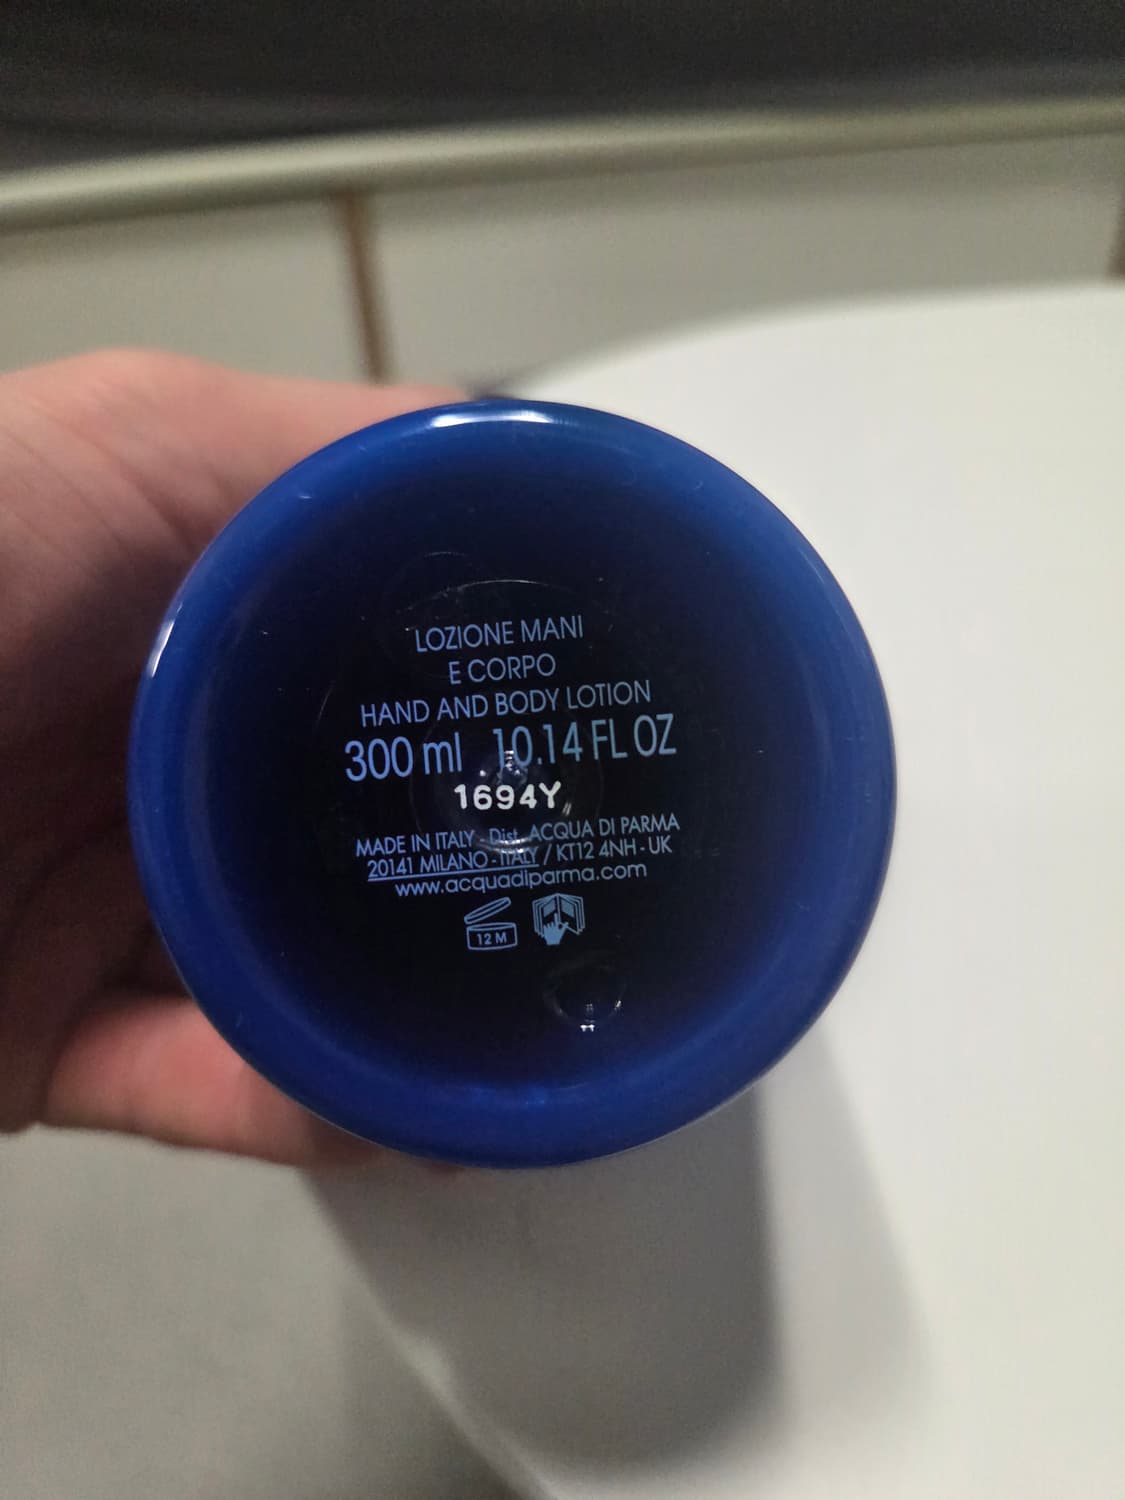 LOZIONE MANI
E CORPO
HAND AND BODY LOTION
300 ml 10.14 FL OZ
1694Y
MADE IN ITALY - Dist. ACQUA DI PARMA
20141 MILANO - ITALY / KT12 4NH - UK
www.acquadiparma.com
12 M